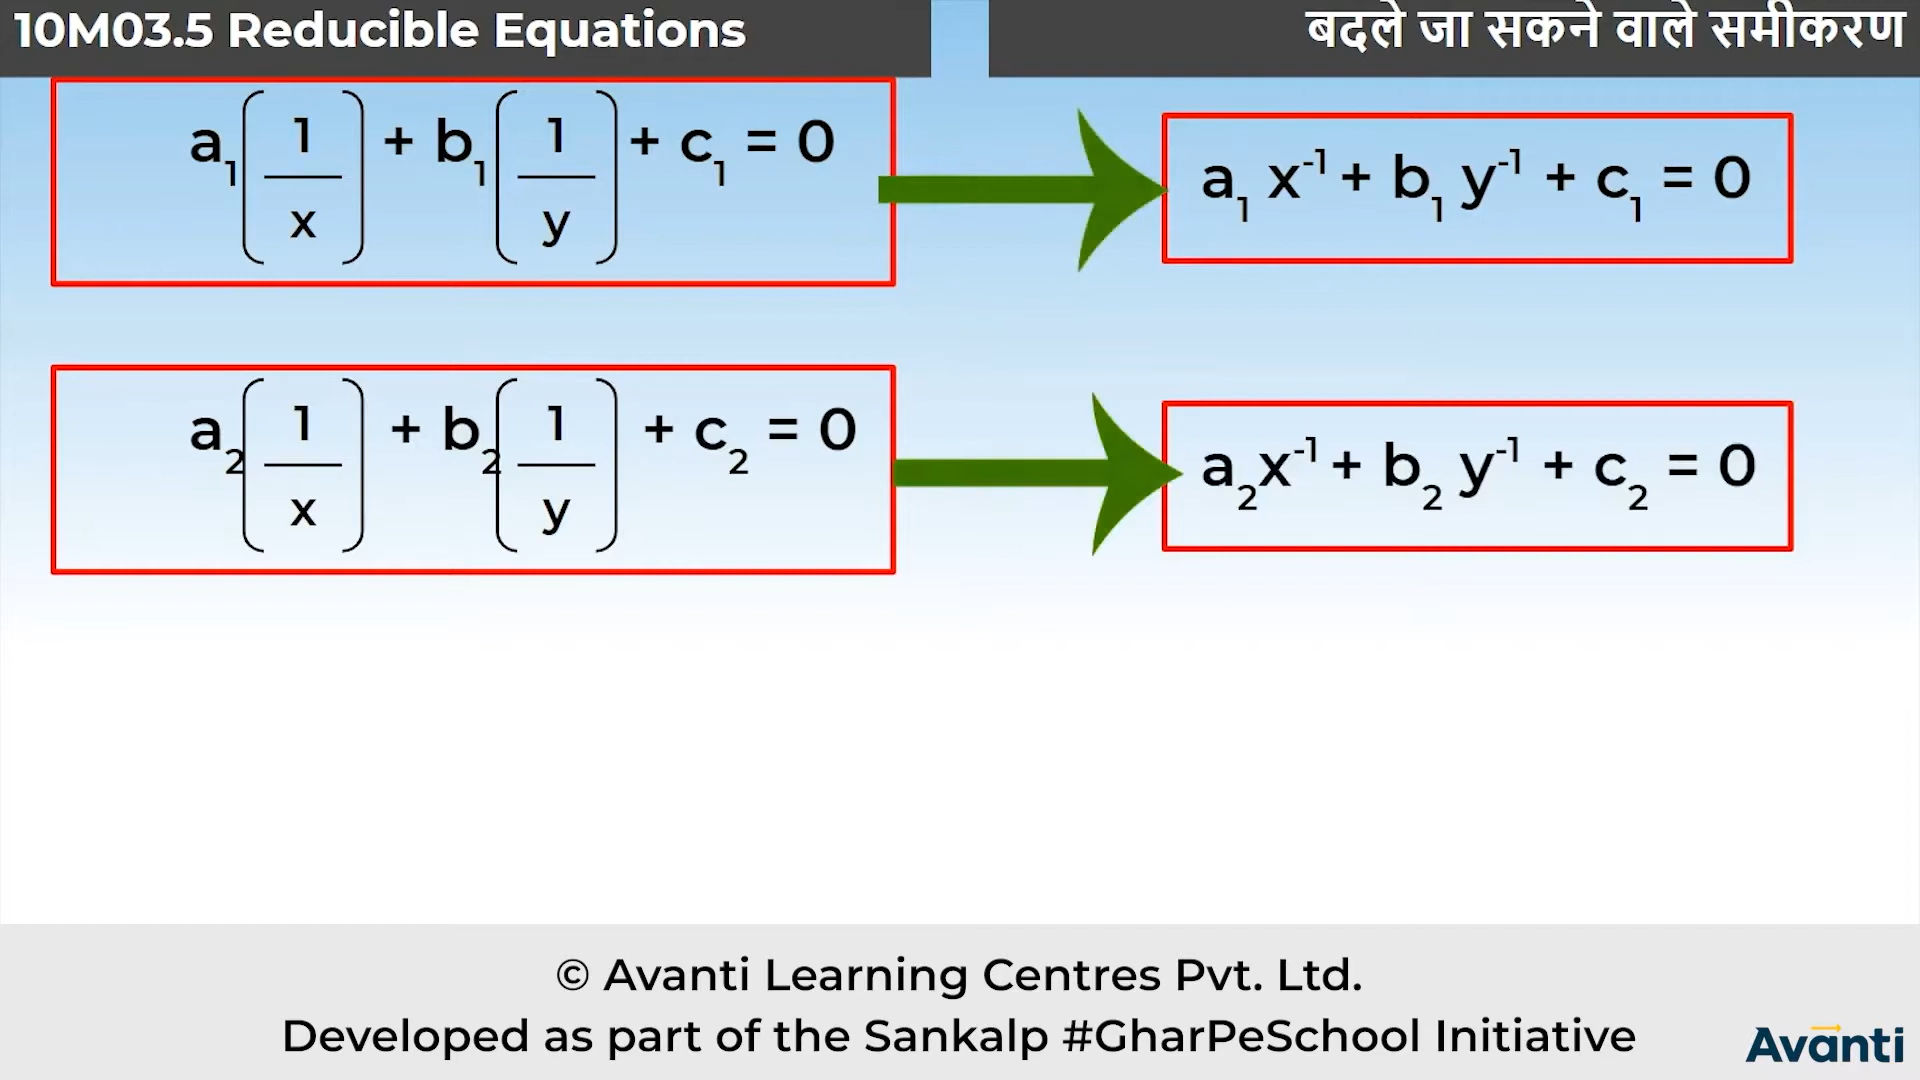 10M03.5 Reducible Equations
बदले जा सकने वाले समीकरण
a₁(1/x) + b₁(1/y) + c₁ = 0
a₁ x⁻¹ + b₁ y⁻¹ + c₁ = 0
a₂(1/x) + b₂(1/y) + c₂ = 0
a₂x⁻¹ + b₂ y⁻¹ + c₂ = 0
© Avanti Learning Centres Pvt. Ltd.
Developed as part of the Sankalp #GharPeSchool Initiative
Avanti